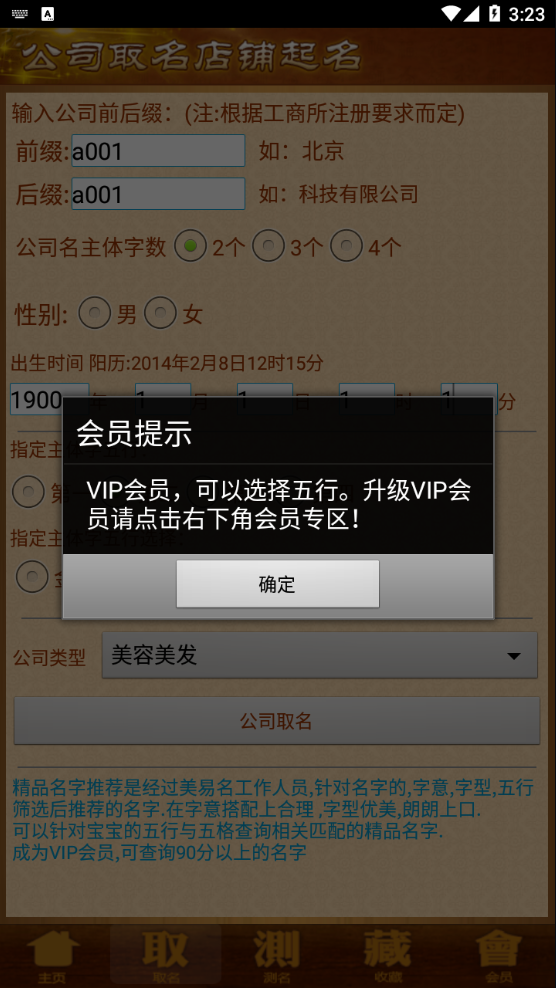 3:23
公司取名店铺起名
输入公司前后缀：(注:根据工商所注册要求而定)
前缀:a001 如：北京
后缀:a001 如：科技有限公司
公司名主体字数 2个 3个 4个
性别: 男 女
出生时间 阳历:2014年2月8日12时15分
1900年 1月 1日 1时 1分
指定主
会员提示
VIP会员，可以选择五行。升级VIP会
员请点击右下角会员专区！
指定主
确定
公司类型 美容美发
公司取名
精品名字推荐是经过美易名工作人员,针对名字的,字意,字型,五行
筛选后推荐的名字.在字意搭配上合理 ,字型优美,朗朗上口.
可以针对宝宝的五行与五格查询相关匹配的精品名字.
成为VIP会员,可查询90分以上的名字
取 测 藏 會
主页 取名 测名 收藏 会员